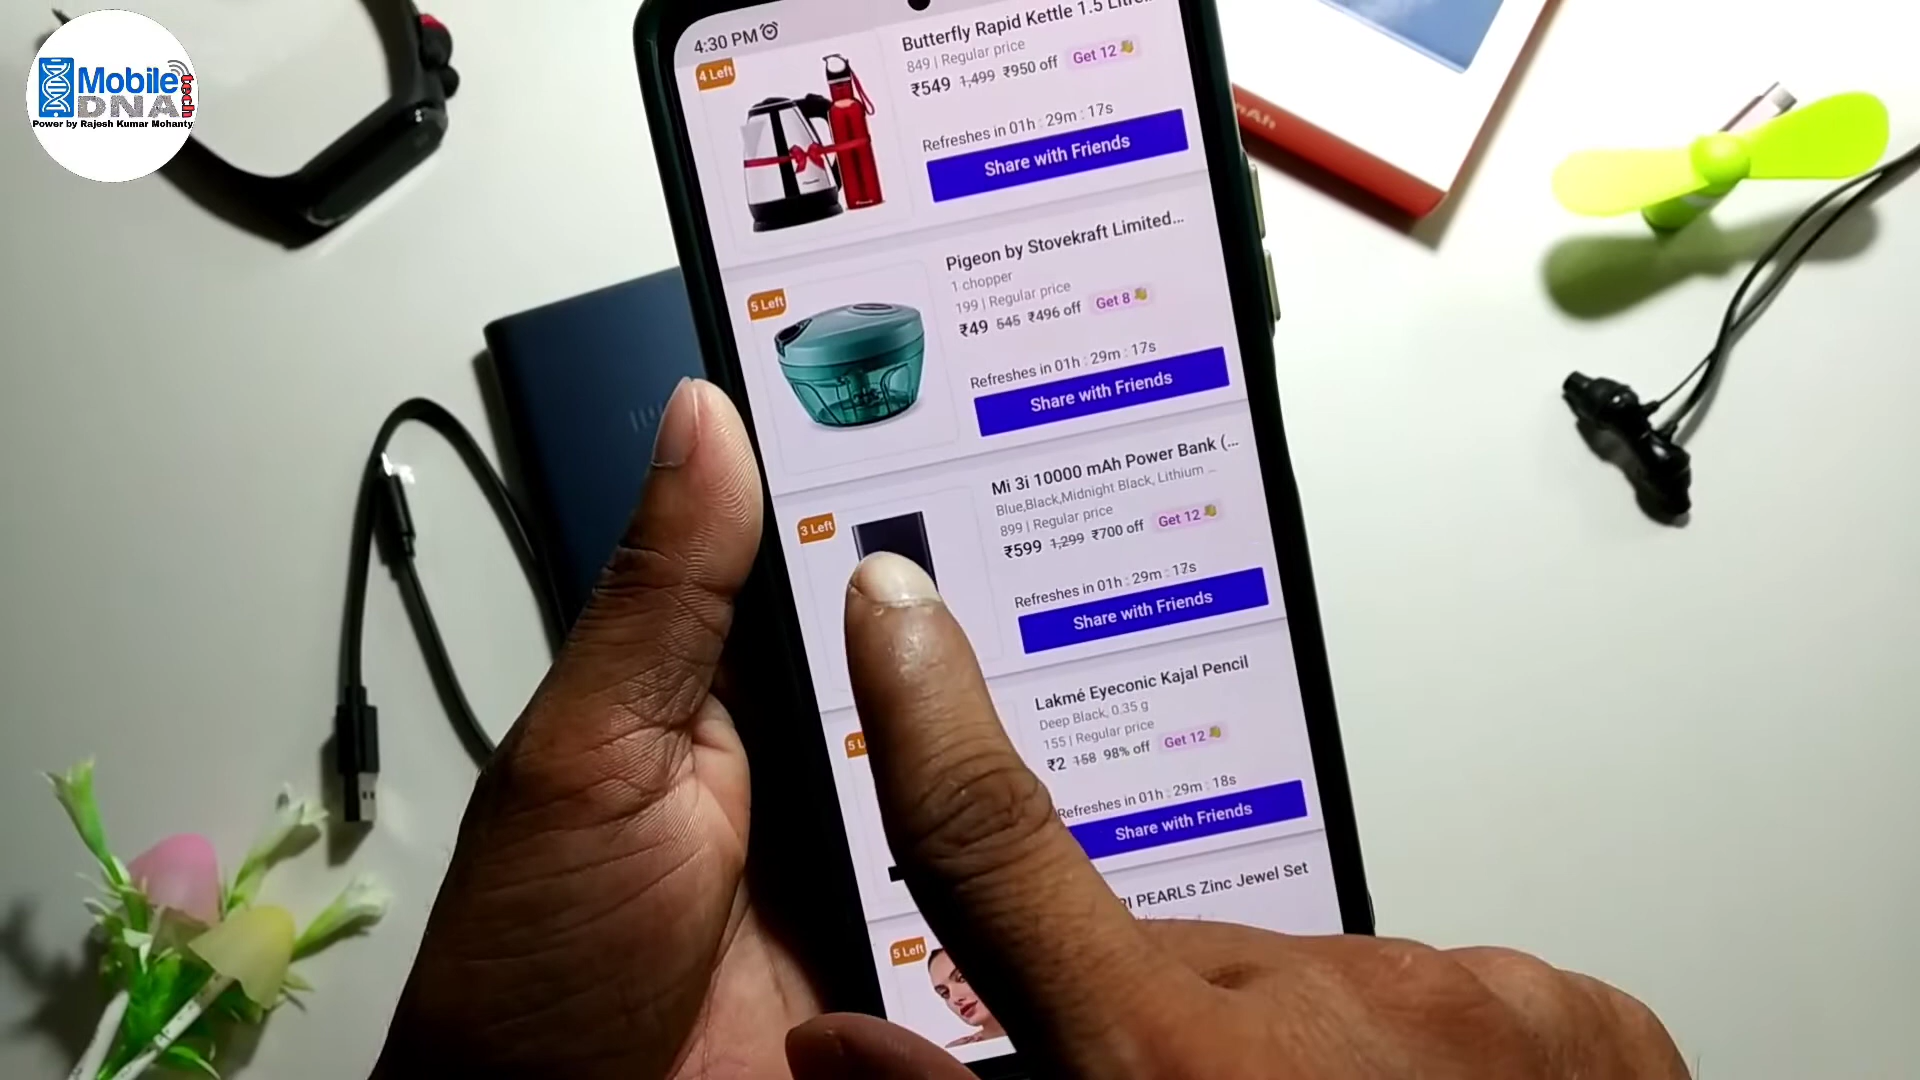 Mobile
DNA
tech
Power by Rajesh Kumar Mohanty
4:30 PM
Butterfly Rapid Kettle 1.5 Litre...
4 Left
849 | Regular price
₹549 1,499 ₹950 off Get 12
Refreshes in 01h : 29m : 17s
Share with Friends
Pigeon by Stovekraft Limited...
5 Left
1 chopper
199 | Regular price
₹49 545 ₹496 off Get 8
Refreshes in 01h : 29m : 17s
Share with Friends
Mi 3i 10000 mAh Power Bank (...
3 Left
Blue,Black,Midnight Black, Lithium ...
899 | Regular price
₹599 1,299 ₹700 off Get 12
Refreshes in 01h : 29m : 17s
Share with Friends
Lakmé Eyeconic Kajal Pencil
Deep Black, 0.35 g
155 | Regular price
₹2 158 98% off Get 12
Refreshes in 01h : 29m : 18s
Share with Friends
PEARLS Zinc Jewel Set
5 Left
mAh